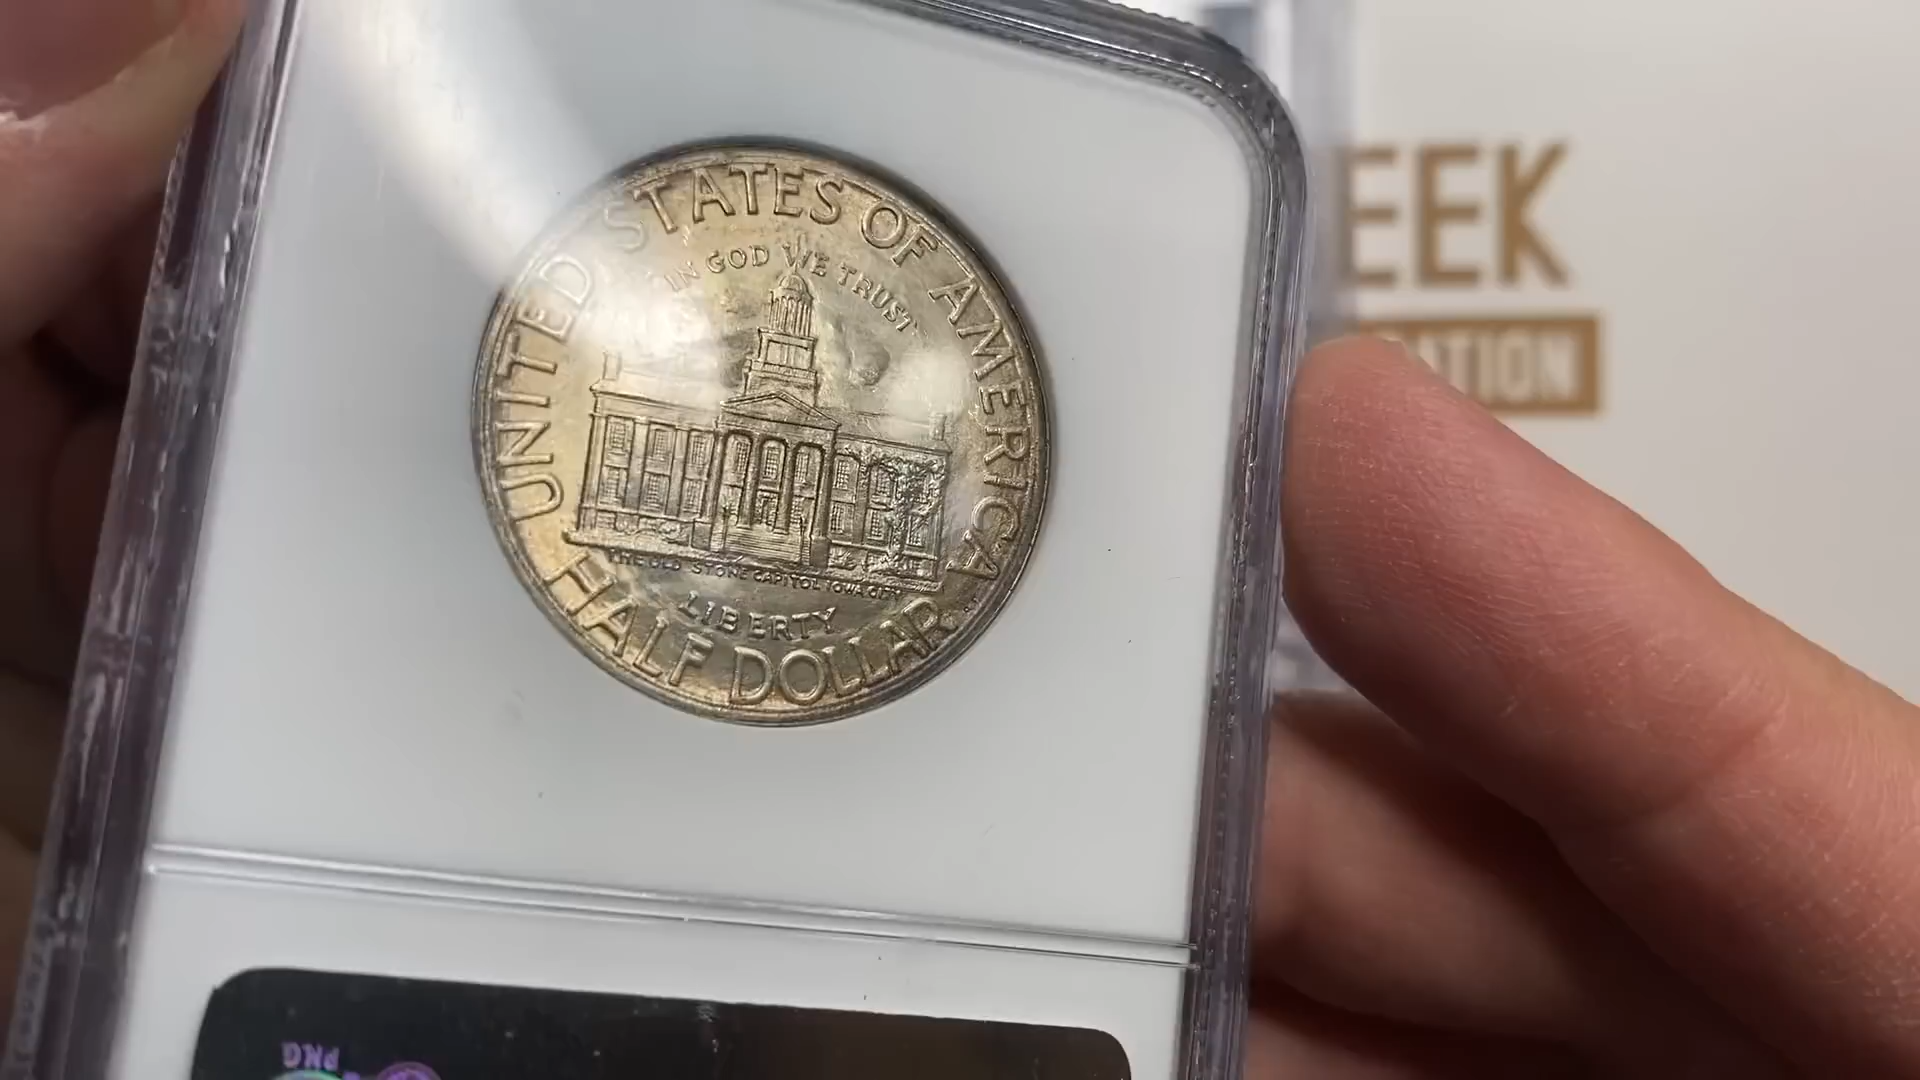 UNITED STATES OF AMERICA
IN GOD WE TRUST
THE OLD STONE CAPITOL IOWA CITY
LIBERTY
HALF DOLLAR
EEK
ATION
PNG